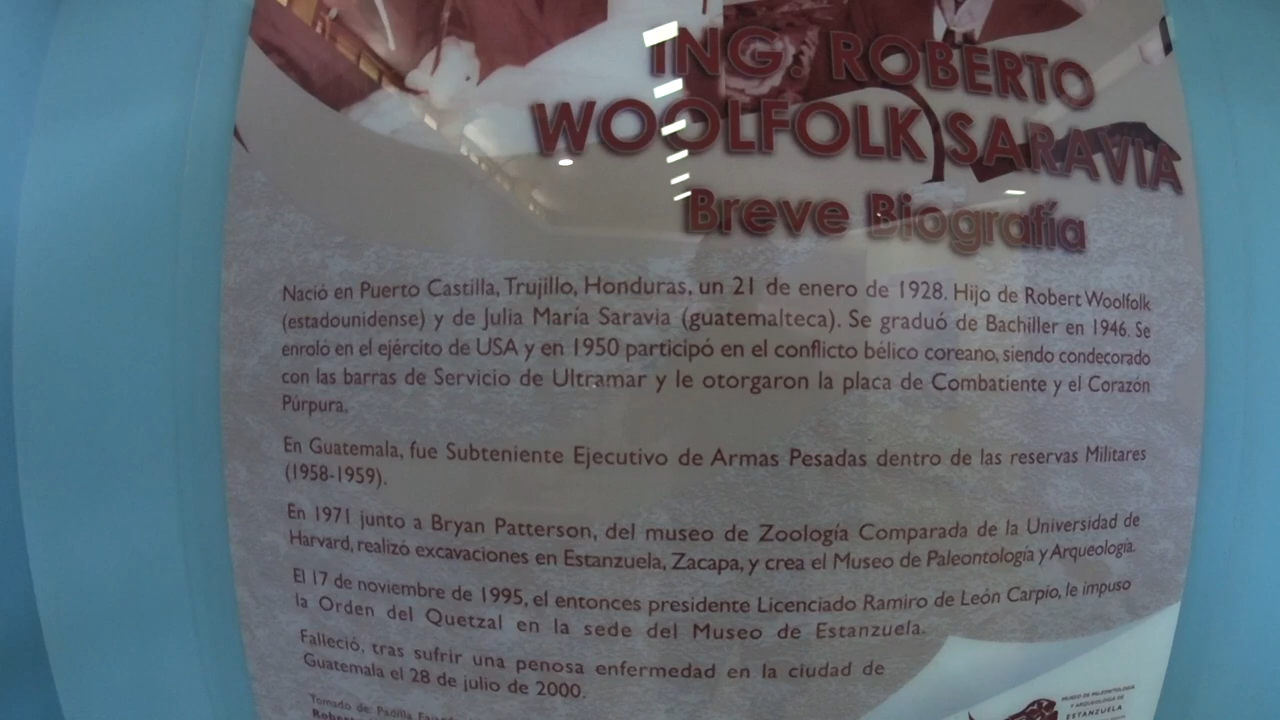 ING. ROBERTO
WOOLFOLK SARAVIA
Breve Biografía
Nació en Puerto Castilla, Trujillo, Honduras, un 21 de enero de 1928. Hijo de Robert Woolfolk
(estadounidense) y de Julia María Saravia (guatemalteca). Se graduó de Bachiller en 1946. Se
enroló en el ejército de USA y en 1950 participó en el conflicto bélico coreano, siendo condecorado
con las barras de Servicio de Ultramar y le otorgaron la placa de Combatiente y el Corazón
Púrpura.
En Guatemala, fue Subteniente Ejecutivo de Armas Pesadas dentro de las reservas Militares
(1958-1959).
En 1971 junto a Bryan Patterson, del museo de Zoología Comparada de la Universidad de
Harvard, realizó excavaciones en Estanzuela, Zacapa, y crea el Museo de Paleontología y Arqueología.
El 17 de noviembre de 1995, el entonces presidente Licenciado Ramiro de León Carpio, le impuso
la Orden del Quetzal en la sede del Museo de Estanzuela.
Falleció, tras sufrir una penosa enfermedad en la ciudad de
Guatemala el 28 de julio de 2000.
Tomado de: Padilla
MUSEO DE PALEONTOLOGIA
Y ARQUEOLOGIA DE
ESTANZUELA